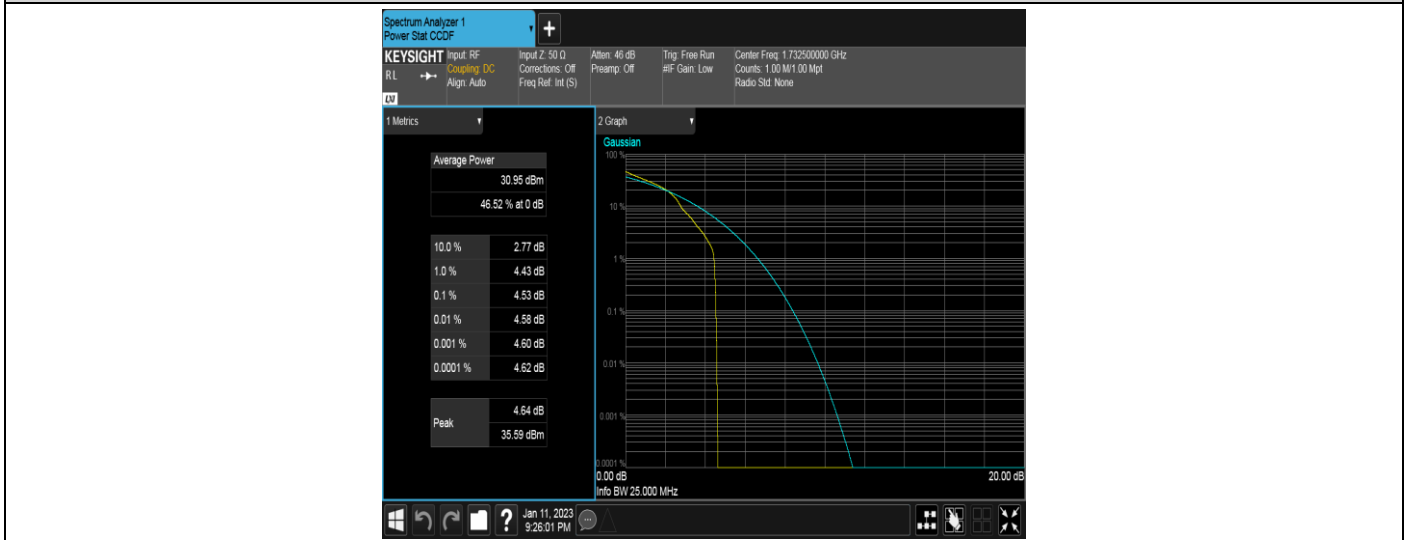 Spectrum Analyzer 1
Power Stat CCDF
+
KEYSIGHT
Input: RF
Input Z: 50 Ω
Atten: 46 dB
Trig: Free Run
Center Freq: 1.732500000 GHz
RL
Coupling: DC
Corrections: Off
Preamp: Off
#IF Gain: Low
Counts: 1.00 M/1.00 Mpt
Align: Auto
Freq Ref: Int (S)
Radio Std: None
LXI
1 Metrics
Average Power
30.95 dBm
46.52 % at 0 dB
10.0 % 2.77 dB
1.0 % 4.43 dB
0.1 % 4.53 dB
0.01 % 4.58 dB
0.001 % 4.60 dB
0.0001 % 4.62 dB
Peak
4.64 dB
35.59 dBm
2 Graph
Gaussian
100 %
10 %
1 %
0.1 %
0.01 %
0.001 %
0.0001 %
0.00 dB
20.00 dB
Info BW 25.000 MHz
?
Jan 11, 2023
9:26:01 PM